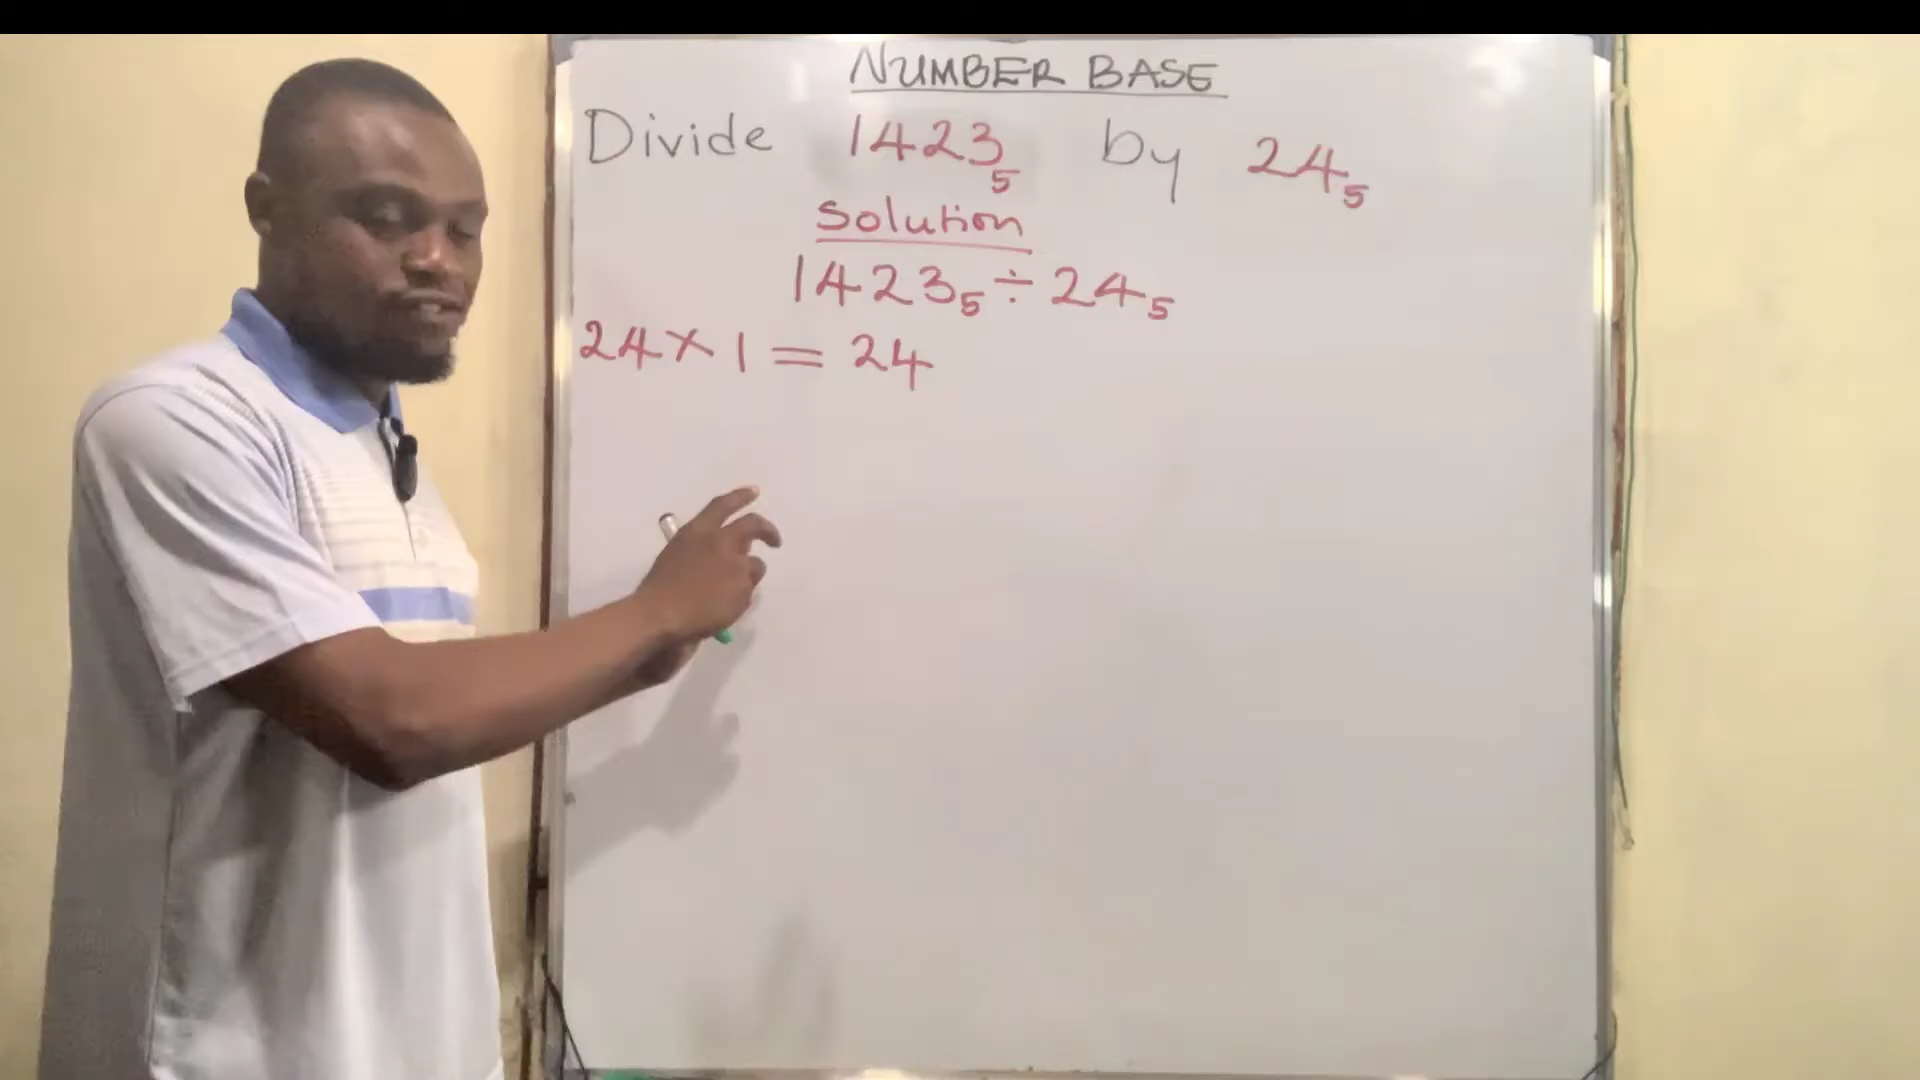 NUMBER BASE
Divide 1423₅ by 24₅
Solution
1423₅ ÷ 24₅
24 × 1 = 24